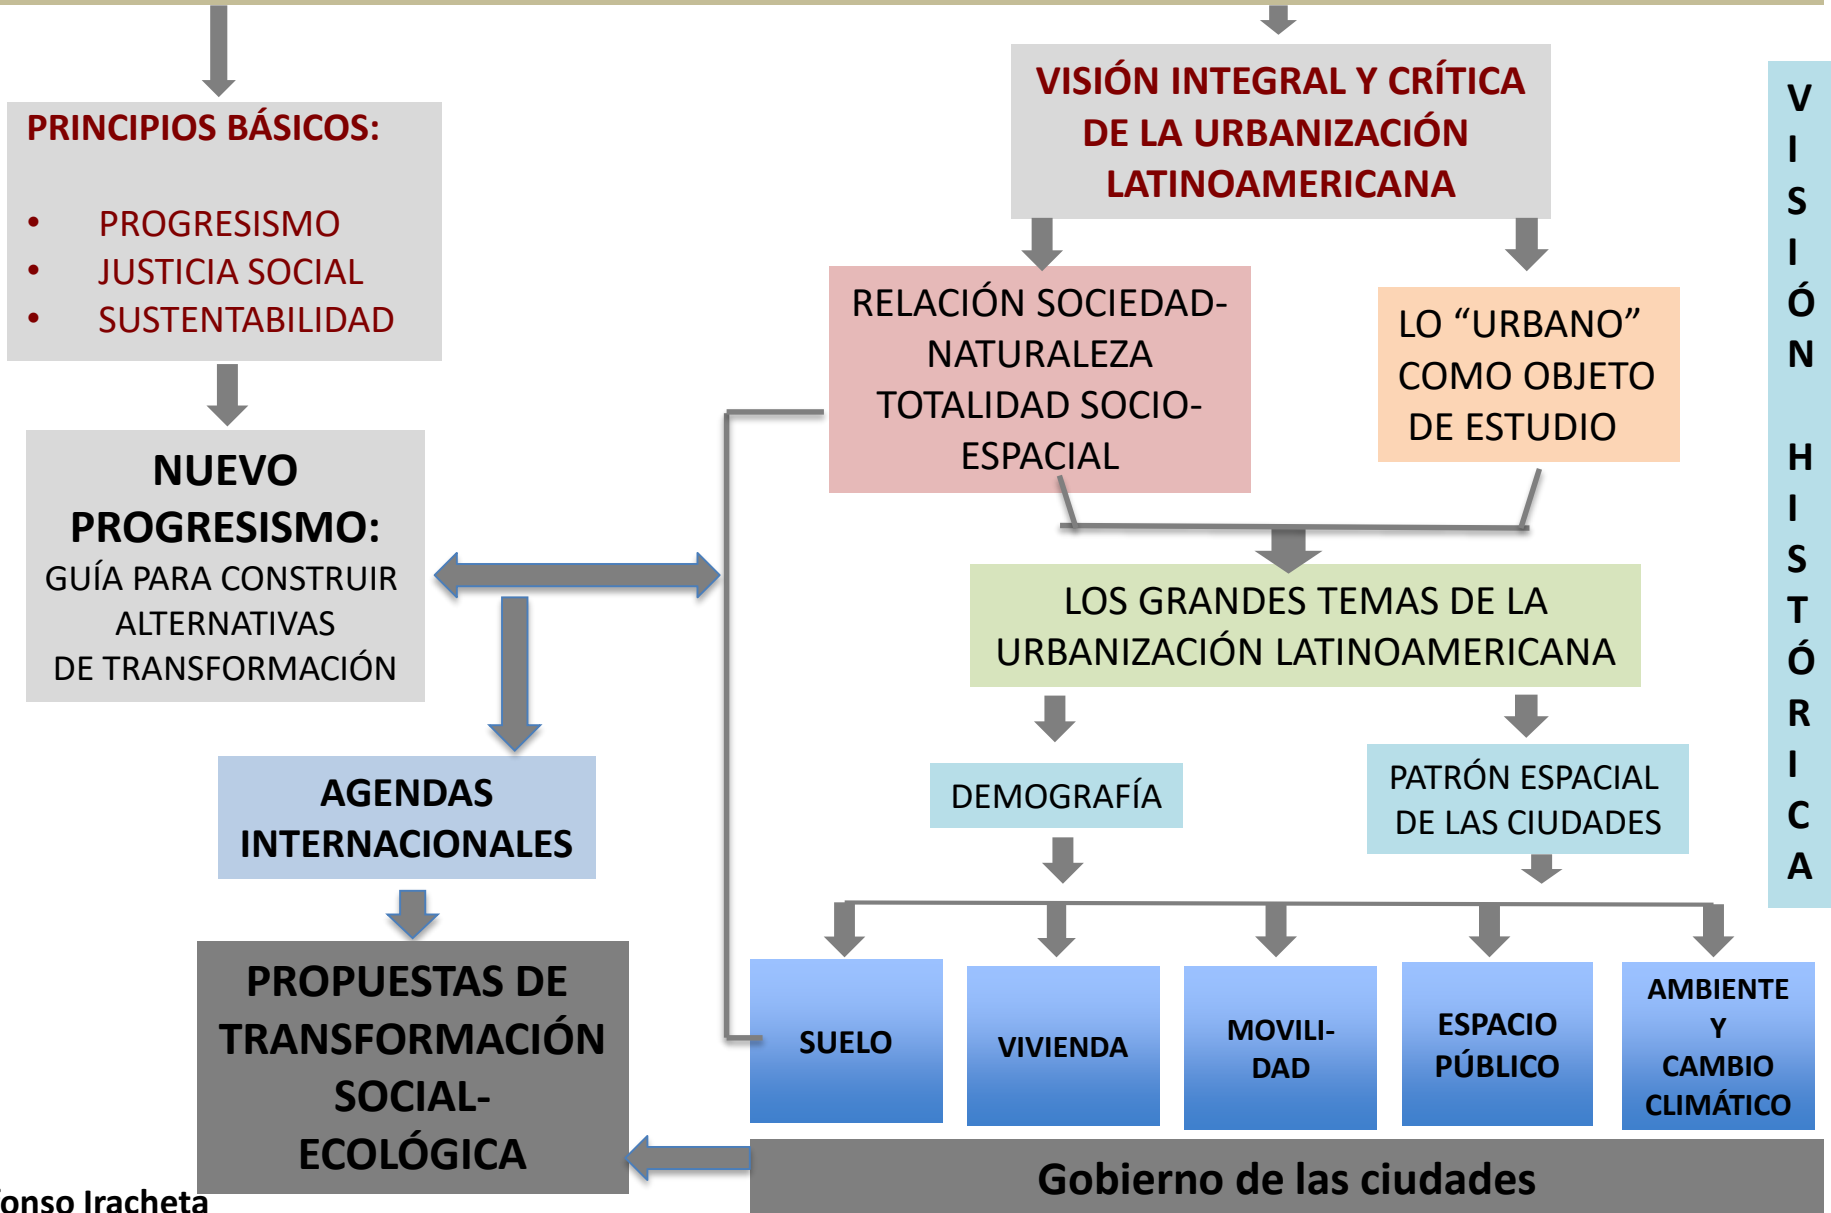 PRINCIPIOS BÁSICOS:
• PROGRESISMO
• JUSTICIA SOCIAL
• SUSTENTABILIDAD
NUEVO
PROGRESISMO:
GUÍA PARA CONSTRUIR
ALTERNATIVAS
DE TRANSFORMACIÓN
AGENDAS
INTERNACIONALES
PROPUESTAS DE
TRANSFORMACIÓN
SOCIAL-
ECOLÓGICA
VISIÓN INTEGRAL Y CRÍTICA
DE LA URBANIZACIÓN
LATINOAMERICANA
RELACIÓN SOCIEDAD-
NATURALEZA
TOTALIDAD SOCIO-
ESPACIAL
LO “URBANO”
COMO OBJETO
DE ESTUDIO
LOS GRANDES TEMAS DE LA
URBANIZACIÓN LATINOAMERICANA
DEMOGRAFÍA
PATRÓN ESPACIAL
DE LAS CIUDADES
SUELO
VIVIENDA
MOVILI-
DAD
ESPACIO
PÚBLICO
AMBIENTE
Y
CAMBIO
CLIMÁTICO
Gobierno de las ciudades
VISIÓN HISTÓRICA
onso Iracheta